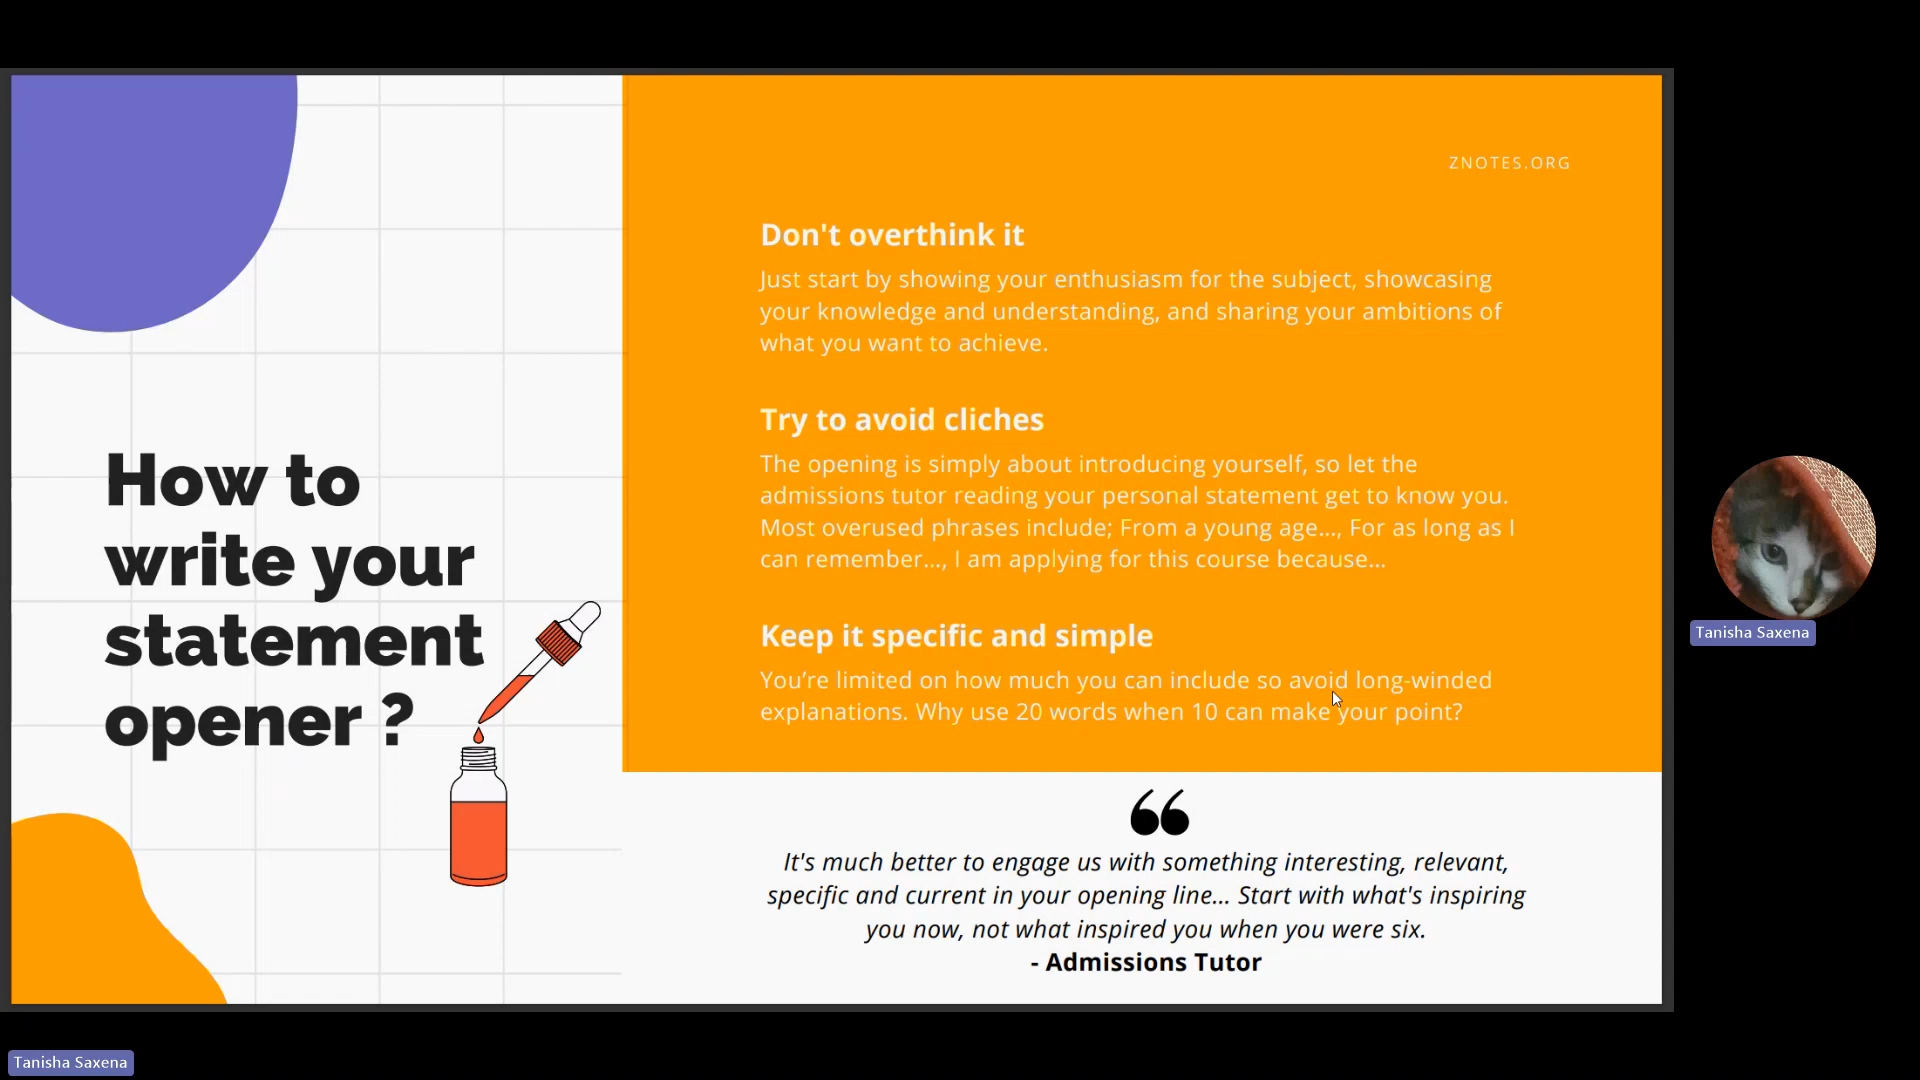 ZNOTES.ORG
How to
write your
statement
opener ?
Don't overthink it
Just start by showing your enthusiasm for the subject, showcasing
your knowledge and understanding, and sharing your ambitions of
what you want to achieve.
Try to avoid cliches
The opening is simply about introducing yourself, so let the
admissions tutor reading your personal statement get to know you.
Most overused phrases include; From a young age..., For as long as I
can remember..., I am applying for this course because...
Keep it specific and simple
You’re limited on how much you can include so avoid long-winded
explanations. Why use 20 words when 10 can make your point?
“
It's much better to engage us with something interesting, relevant,
specific and current in your opening line... Start with what's inspiring
you now, not what inspired you when you were six.
- Admissions Tutor
Tanisha Saxena
Tanisha Saxena